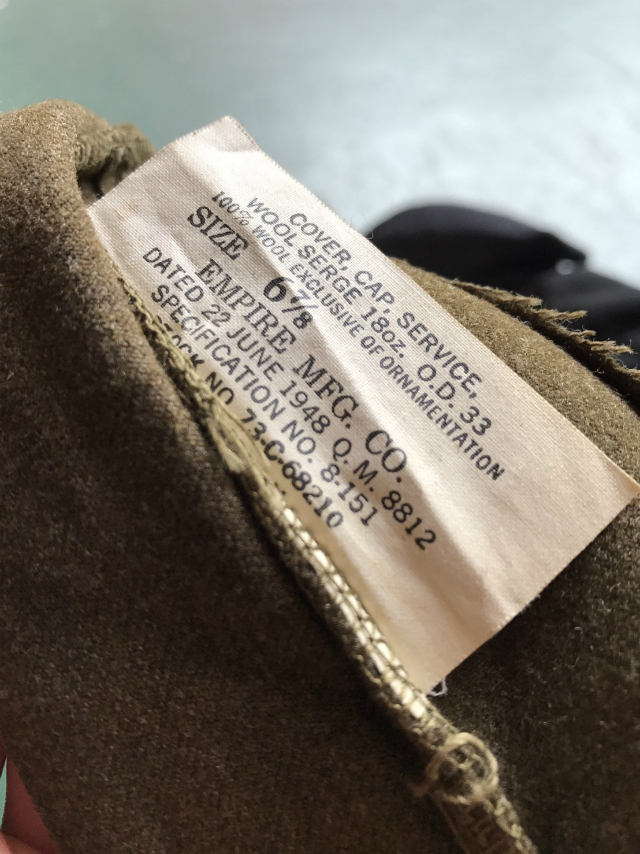 COVER, CAP, SERVICE,
WOOL SERGE 18oz. O.D. 33
100% WOOL EXCLUSIVE OF ORNAMENTATION
SIZE 6⅞
EMPIRE MFG. CO.
DATED 22 JUNE 1948 Q. M. 8812
SPECIFICATION NO. 8-151
STOCK NO. 73-C-68210